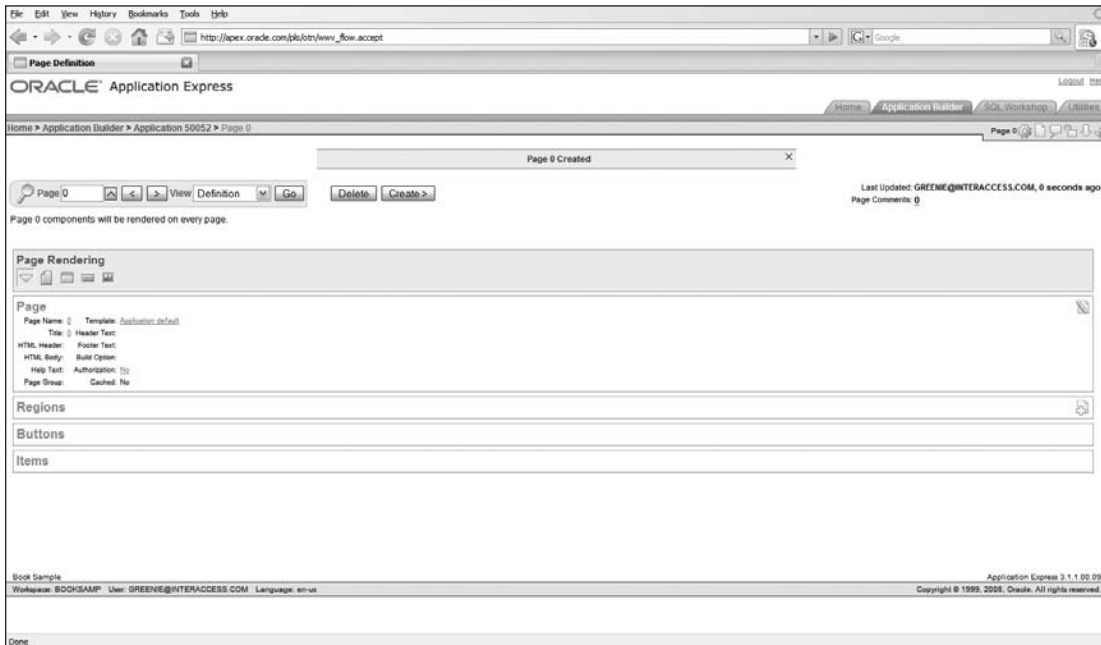 File Edit View History Bookmarks Tools Help
http://apex.oracle.com/pls/otn/wwv_flow.accept
Google
Page Definition
ORACLE Application Express
Logout
Home Application Builder SQL Workshop Utilities
Home > Application Builder > Application 50052 > Page 0
Page 0
Page 0 Created
Page 0 < > View Definition Go Delete Create >
Last Updated: GREENIE@INTERACCESS.COM, 0 seconds ago
Page Comments: 0
Page 0 components will be rendered on every page.
Page Rendering
Page
Page Name: 0 Template: Application default
Title: 0 Header Text:
HTML Header: Footer Text:
HTML Body: Build Option:
Help Text: Authorization: No
Page Group: Cached: No
Regions
Buttons
Items
Book Sample
Application Express 3.1.1.00.09
Workspace: BOOKSAMP User: GREENIE@INTERACCESS.COM Language: en-us
Copyright © 1999, 2008, Oracle. All rights reserved.
Done